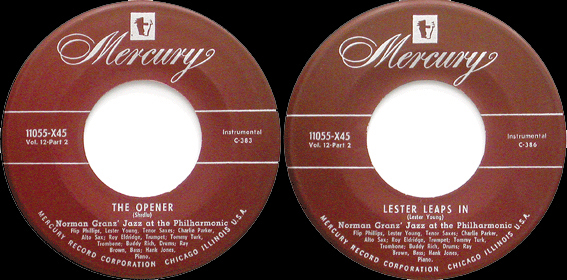 Mercury
11055-X45
Vol. 12-Part 2
Instrumental
C-383
THE OPENER
(Shrdlu)
Norman Granz' Jazz at the Philharmonic
Flip Phillips, Lester Young, Tenor Saxes; Charlie Parker,
Alto Sax; Roy Eldridge, Trumpet; Tommy Turk,
Trombone; Buddy Rich, Drums; Ray
Brown, Bass; Hank Jones,
Piano.
MERCURY RECORD CORPORATION CHICAGO ILLINOIS U.S.A.
Mercury
11055-X45
Vol. 12-Part 2
Instrumental
C-386
LESTER LEAPS IN
(Lester Young)
Norman Granz' Jazz at the Philharmonic
Flip Phillips, Lester Young, Tenor Saxes; Charlie Parker,
Alto Sax; Roy Eldridge, Trumpet; Tommy Turk,
Trombone; Buddy Rich, Drums; Ray
Brown, Bass; Hank Jones,
Piano.
MERCURY RECORD CORPORATION CHICAGO ILLINOIS U.S.A.